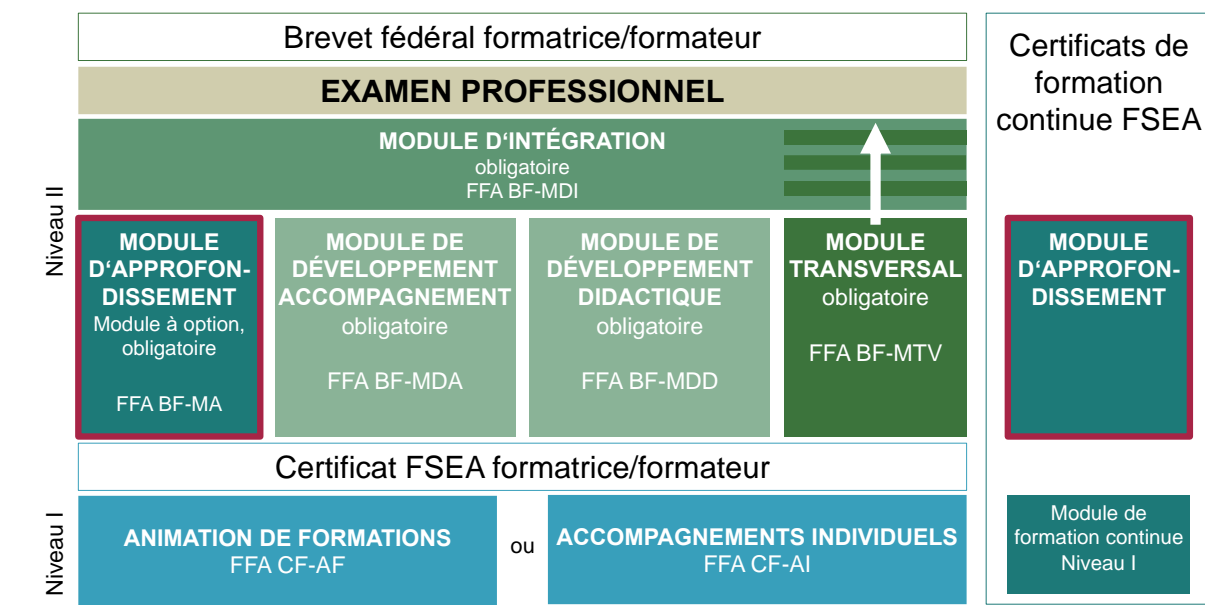 Brevet fédéral formatrice/formateur
EXAMEN PROFESSIONNEL
MODULE D‘INTÉGRATION
obligatoire
FFA BF-MDI
Niveau II
MODULE
D‘APPROFON-
DISSEMENT
Module à option,
obligatoire
FFA BF-MA
MODULE DE
DÉVELOPPEMENT
ACCOMPAGNEMENT
obligatoire
FFA BF-MDA
MODULE DE
DÉVELOPPEMENT
DIDACTIQUE
obligatoire
FFA BF-MDD
MODULE
TRANSVERSAL
obligatoire
FFA BF-MTV
Certificat FSEA formatrice/formateur
Niveau I
ANIMATION DE FORMATIONS
FFA CF-AF
ou
ACCOMPAGNEMENTS INDIVIDUELS
FFA CF-AI
Certificats de
formation
continue FSEA
MODULE
D‘APPROFON-
DISSEMENT
Module de
formation continue
Niveau I